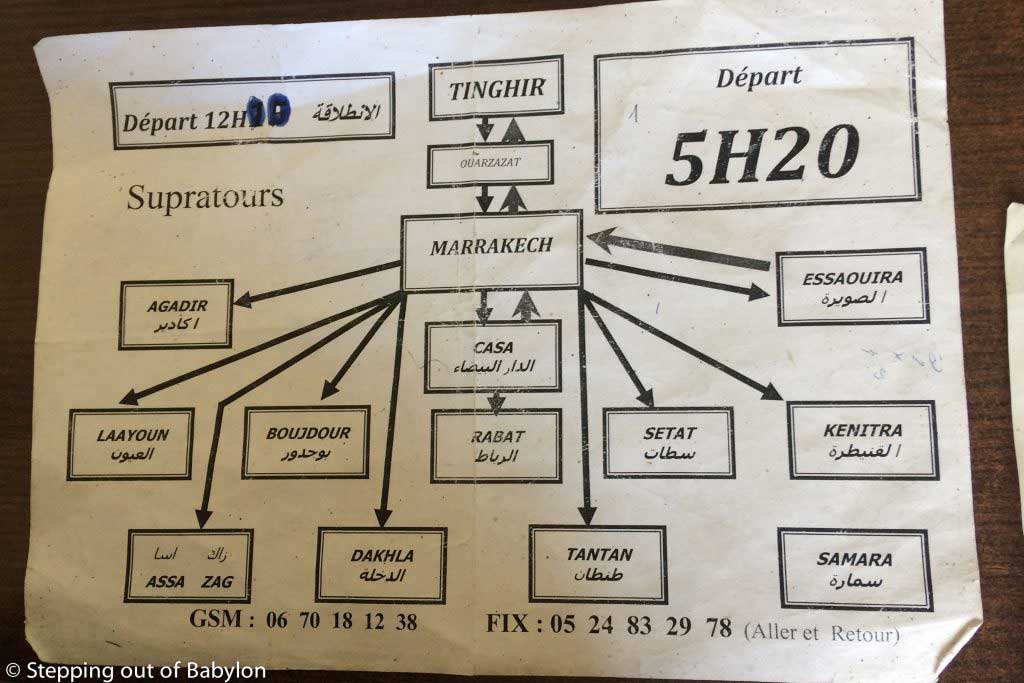 Départ 12H الانطلاقة
TINGHIR
Départ
5H20
OUARZAZAT
Supratours
MARRAKECH
ESSAOUIRA
الصويرة
AGADIR
اكادير
CASA
الدار البيضاء
LAAYOUN
العيون
BOUJDOUR
بوجدور
RABAT
الرباط
SETAT
سطات
KENITRA
القنيطرة
اسا زاك
ASSA ZAG
DAKHLA
الدخلة
TANTAN
طنطان
SAMARA
سمارة
GSM : 06 70 18 12 38
FIX : 05 24 83 29 78 (Aller et Retour)
© Stepping out of Babylon